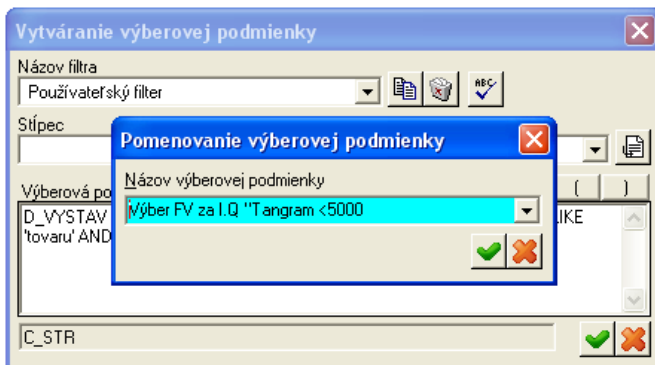 Vytváranie výberovej podmienky
Názov filtra
Používateľský filter
ABC
Stĺpec
Pomenovanie výberovej podmienky
Názov výberovej podmienky
Výber FV za I.Q "Tangram <5000
Výberová po
( )
D_VYSTAV IKE
'tovaru' AND
C_STR